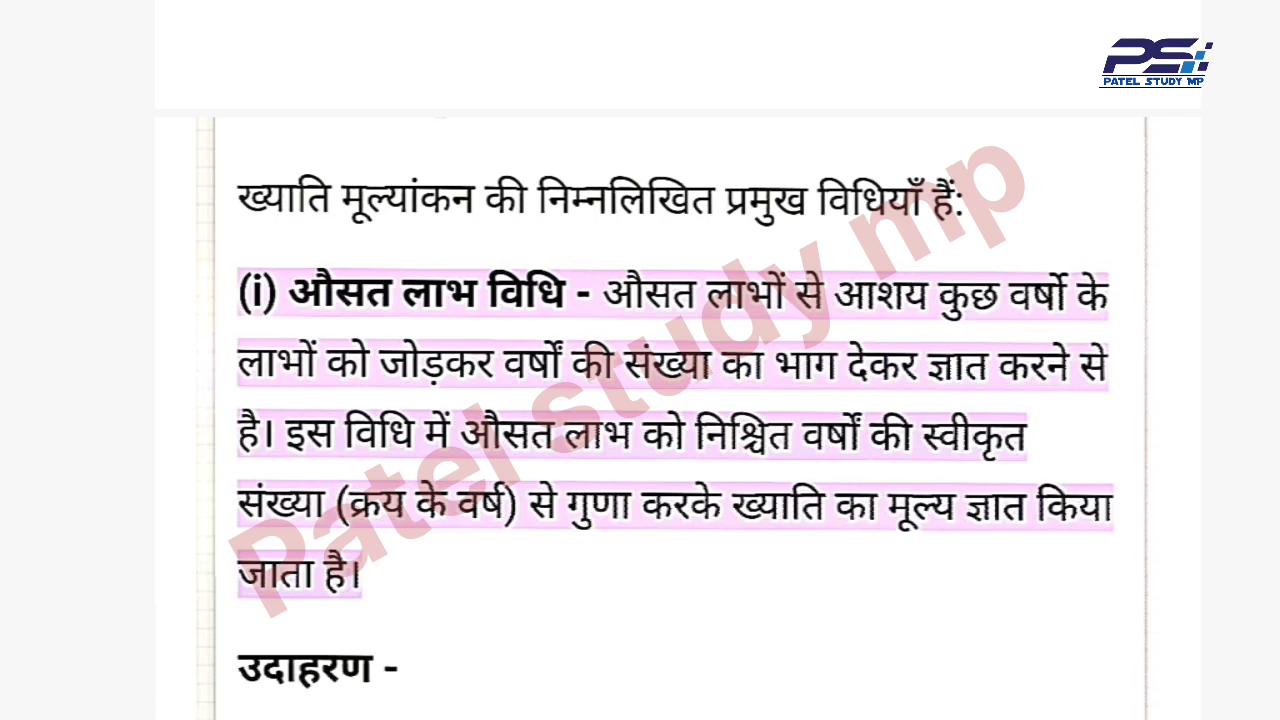 PS
PATEL STUDY MP
ख्याति मूल्यांकन की निम्नलिखित प्रमुख विधियाँ हैं:
(i) औसत लाभ विधि - औसत लाभों से आशय कुछ वर्षो के
लाभों को जोड़कर वर्षों की संख्या का भाग देकर ज्ञात करने से
है। इस विधि में औसत लाभ को निश्चित वर्षों की स्वीकृत
संख्या (क्रय के वर्ष) से गुणा करके ख्याति का मूल्य ज्ञात किया
जाता है।
उदाहरण -
Patel study mp